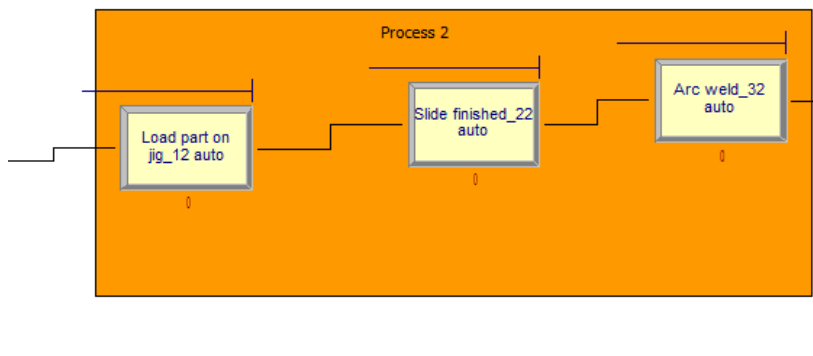 Process 2
Load part on
jig_12 auto
0
Slide finished_22
auto
0
Arc weld_32
auto
0